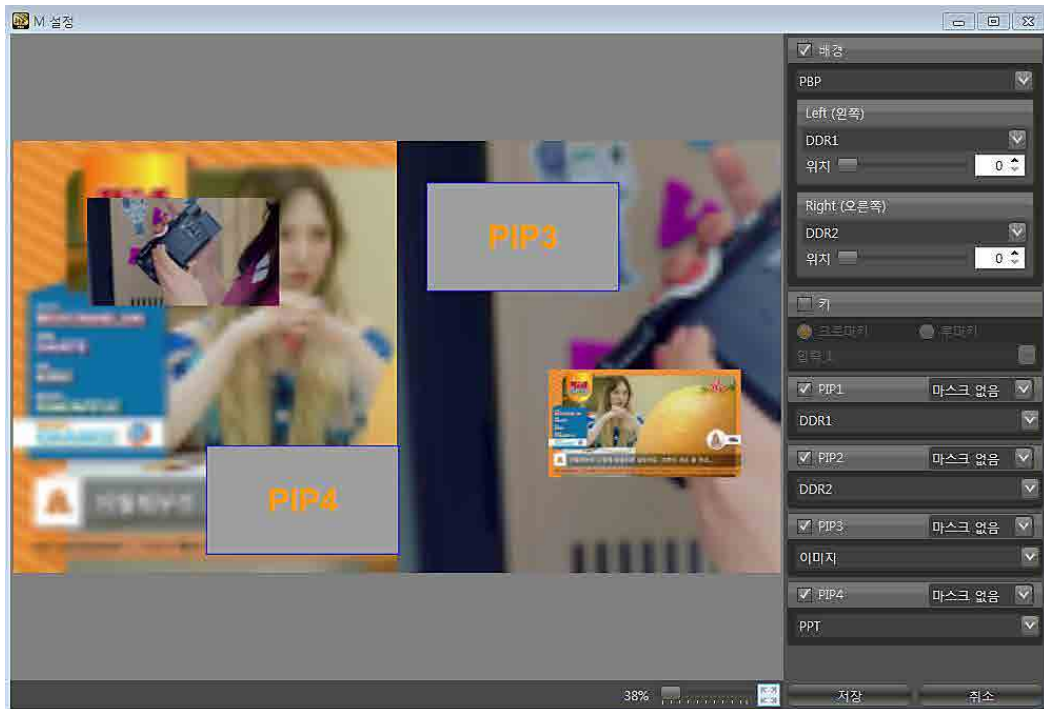 M 설정
배경
PBP
Left (왼쪽)
DDR1
위치 0
Right (오른쪽)
DDR2
위치 0
키
크로마키 루마키
입력 1
PIP1 마스크 없음
DDR1
PIP2 마스크 없음
DDR2
PIP3 마스크 없음
이미지
PIP4 마스크 없음
PPT
PIP3
PIP4
38%
저장 취소